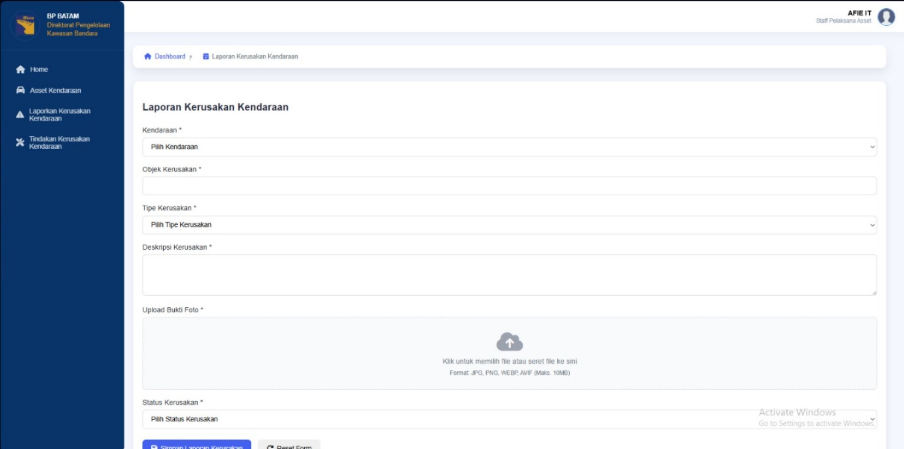 BP BATAM
Direktorat Pengelolaan
Kawasan Bandara
AFIE IT
Staff Pelaksana Asset
Home
Asset Kendaraan
Laporkan Kerusakan
Kendaraan
Tindakan Kerusakan
Kendaraan
Dashboard / Laporan Kerusakan Kendaraan
Laporan Kerusakan Kendaraan
Kendaraan *
Pilih Kendaraan
Objek Kerusakan *
Tipe Kerusakan *
Pilih Tipe Kerusakan
Deskripsi Kerusakan *
Upload Bukti Foto *
Klik untuk memilih file atau seret file ke sini
Format: JPG, PNG, WEBP, AVIF (Maks. 10MB)
Status Kerusakan *
Pilih Status Kerusakan
Activate Windows
Go to Settings to activate Windows.
Simpan Laporan Kerusakan
Reset Form